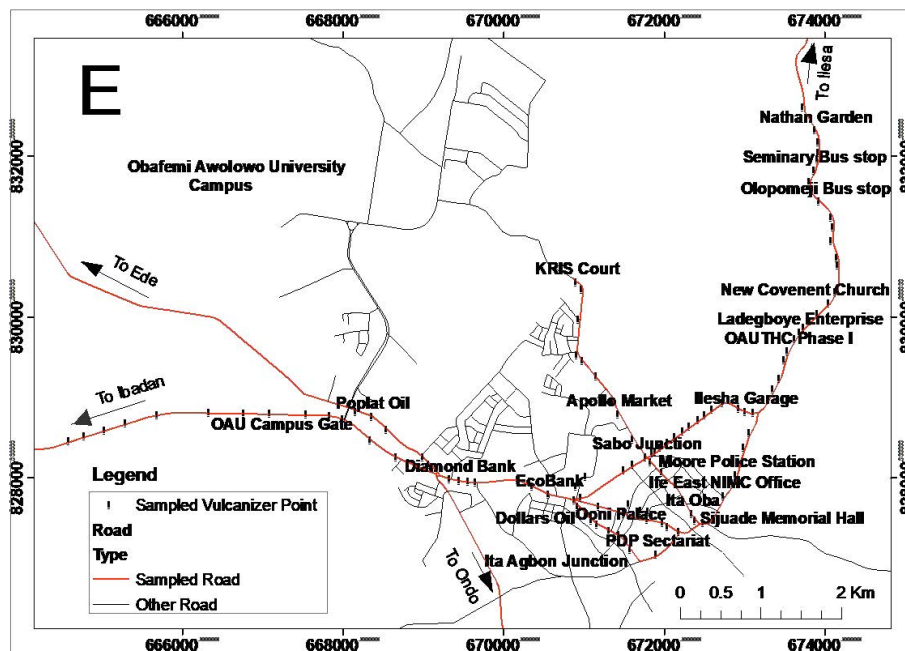 666000 668000 670000 672000 674000
E
To Ilesa
Nathan Garden
832000
Seminary Bus stop
832000
Obafemi Awolowo University
Campus
Olopomeji Bus stop
To Ede
KRIS Court
New Covenent Church
830000
Ladegboye Enterprise
830000
OAUTHC Phase I
To Ibadan
Poplat Oil
Apollo Market
Ilesha Garage
OAU Campus Gate
Sabo Junction
Moore Police Station
Diamond Bank
828000
EcoBank
Ife East NIMC Office
828000
Ita Oba
Dollars Oil
Ooni Palace
Sijuade Memorial Hall
PDP Sectariat
Ita Agbon Junction
To Ondo
Legend
Sampled Vulcanizer Point
Road
Type
Sampled Road
Other Road
0 0.5 1 2 Km
666000 668000 670000 672000 674000